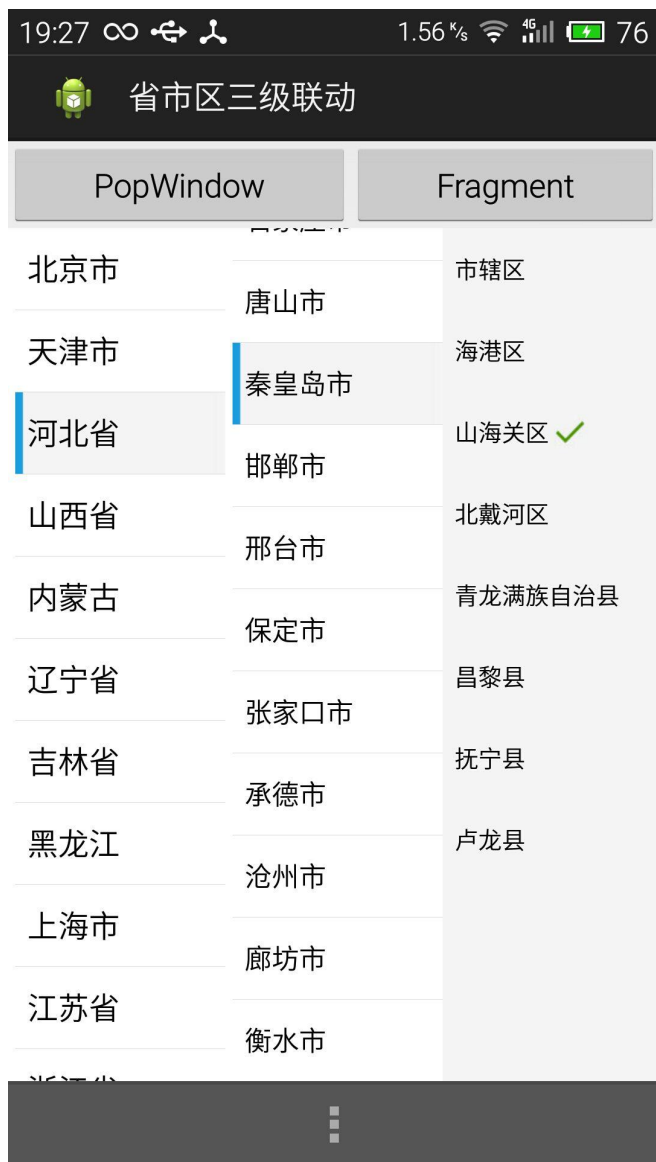 19:27 1.56 K/s 4G 76
省市区三级联动
PopWindow Fragment
北京市
天津市
河北省
山西省
内蒙古
辽宁省
吉林省
黑龙江
上海市
江苏省
唐山市
秦皇岛市
邯郸市
邢台市
保定市
张家口市
承德市
沧州市
廊坊市
衡水市
市辖区
海港区
山海关区
北戴河区
青龙满族自治县
昌黎县
抚宁县
卢龙县